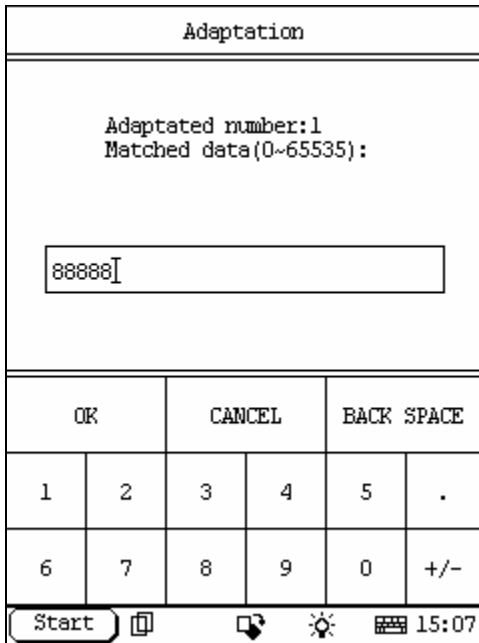 Adaptation
Adaptated number:1
Matched data(0~65535):
88888
OK CANCEL BACK SPACE
1 2 3 4 5 .
6 7 8 9 0 +/-
Start 15:07